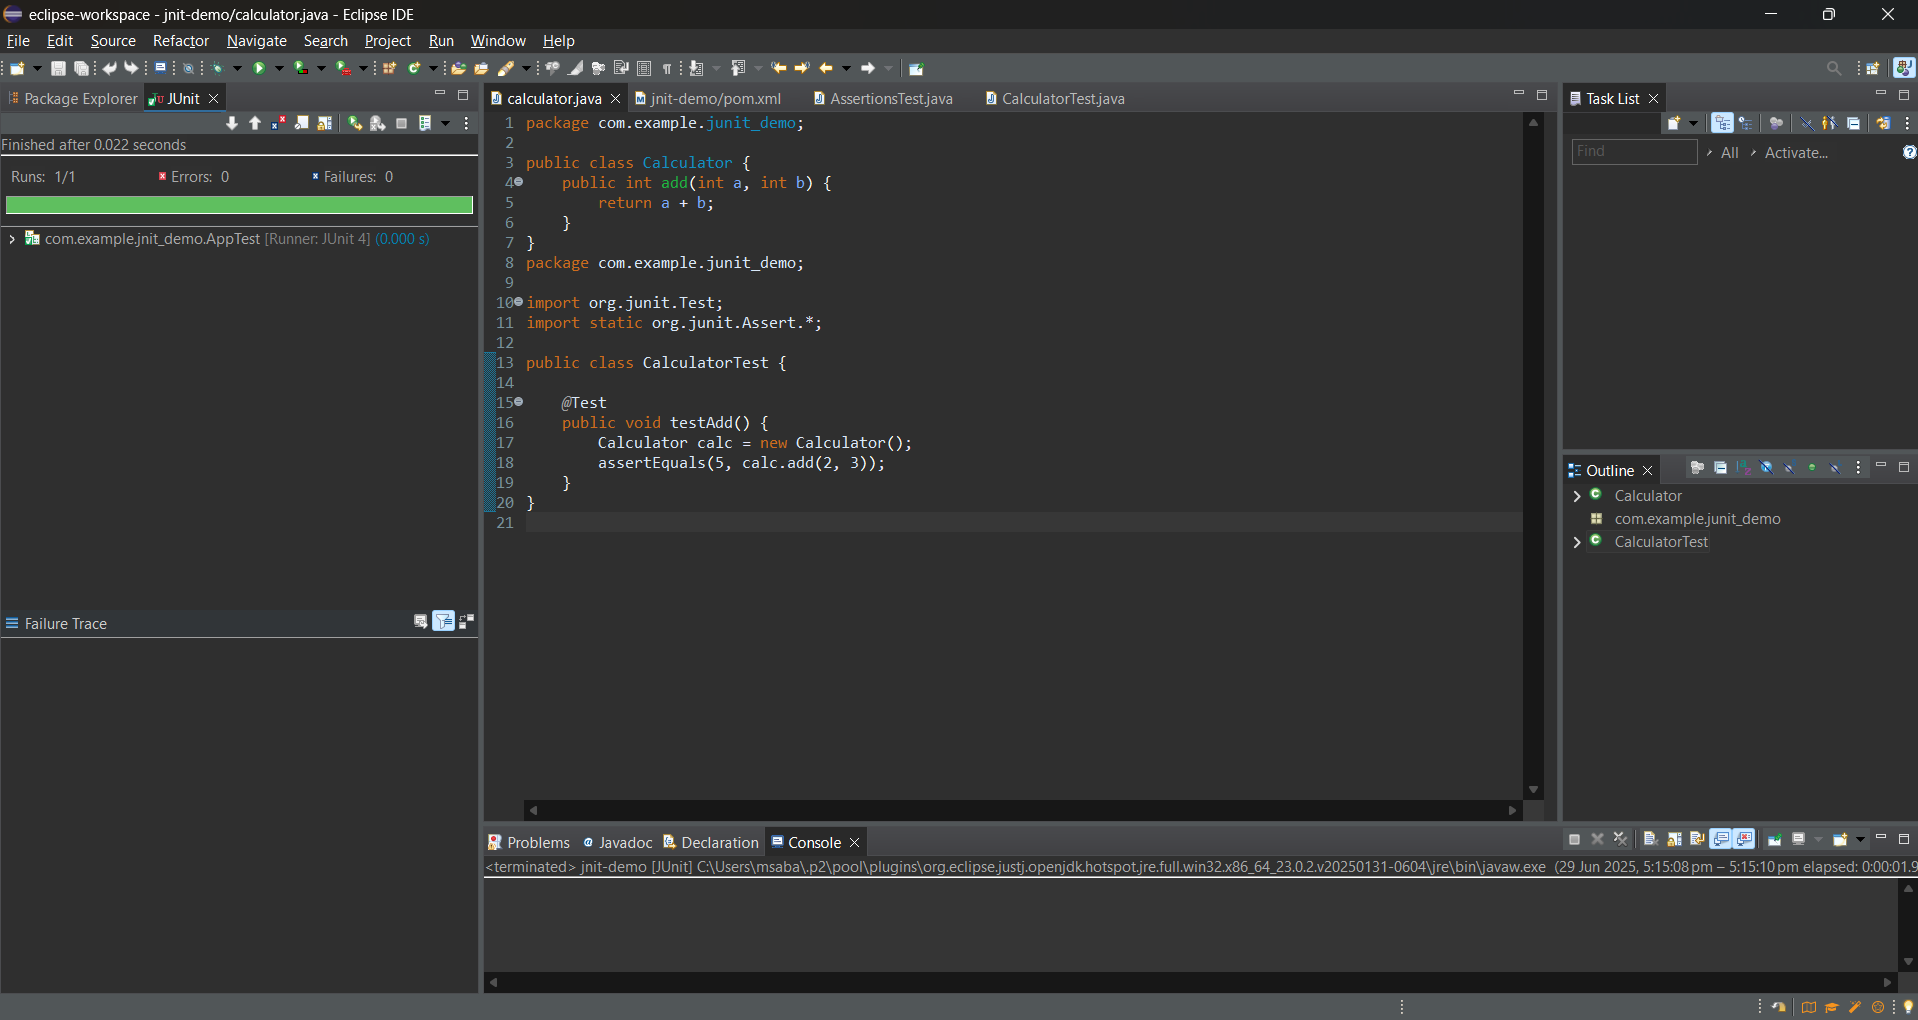 eclipse-workspace - jnit-demo/calculator.java - Eclipse IDE
File Edit Source Refactor Navigate Search Project Run Window Help
Package Explorer
JUnit
Finished after 0.022 seconds
Runs: 1/1 Errors: 0 Failures: 0
com.example.jnit_demo.AppTest [Runner: JUnit 4] (0.000 s)
Failure Trace
calculator.java jnit-demo/pom.xml AssertionsTest.java CalculatorTest.java
1 package com.example.junit_demo;
2
3 public class Calculator {
4 public int add(int a, int b) {
5 return a + b;
6 }
7 }
8 package com.example.junit_demo;
9
10 import org.junit.Test;
11 import static org.junit.Assert.*;
12
13 public class CalculatorTest {
14
15 @Test
16 public void testAdd() {
17 Calculator calc = new Calculator();
18 assertEquals(5, calc.add(2, 3));
19 }
20 }
21
Task List
Find All Activate...
Outline
Calculator
com.example.junit_demo
CalculatorTest
Problems Javadoc Declaration Console
<terminated> jnit-demo [JUnit] C:\Users\msaba\.p2\pool\plugins\org.eclipse.justj.openjdk.hotspot.jre.full.win32.x86_64_23.0.2.v20250131-0604\jre\bin\javaw.exe (29 Jun 2025, 5:15:08 pm – 5:15:10 pm elapsed: 0:00:01.9